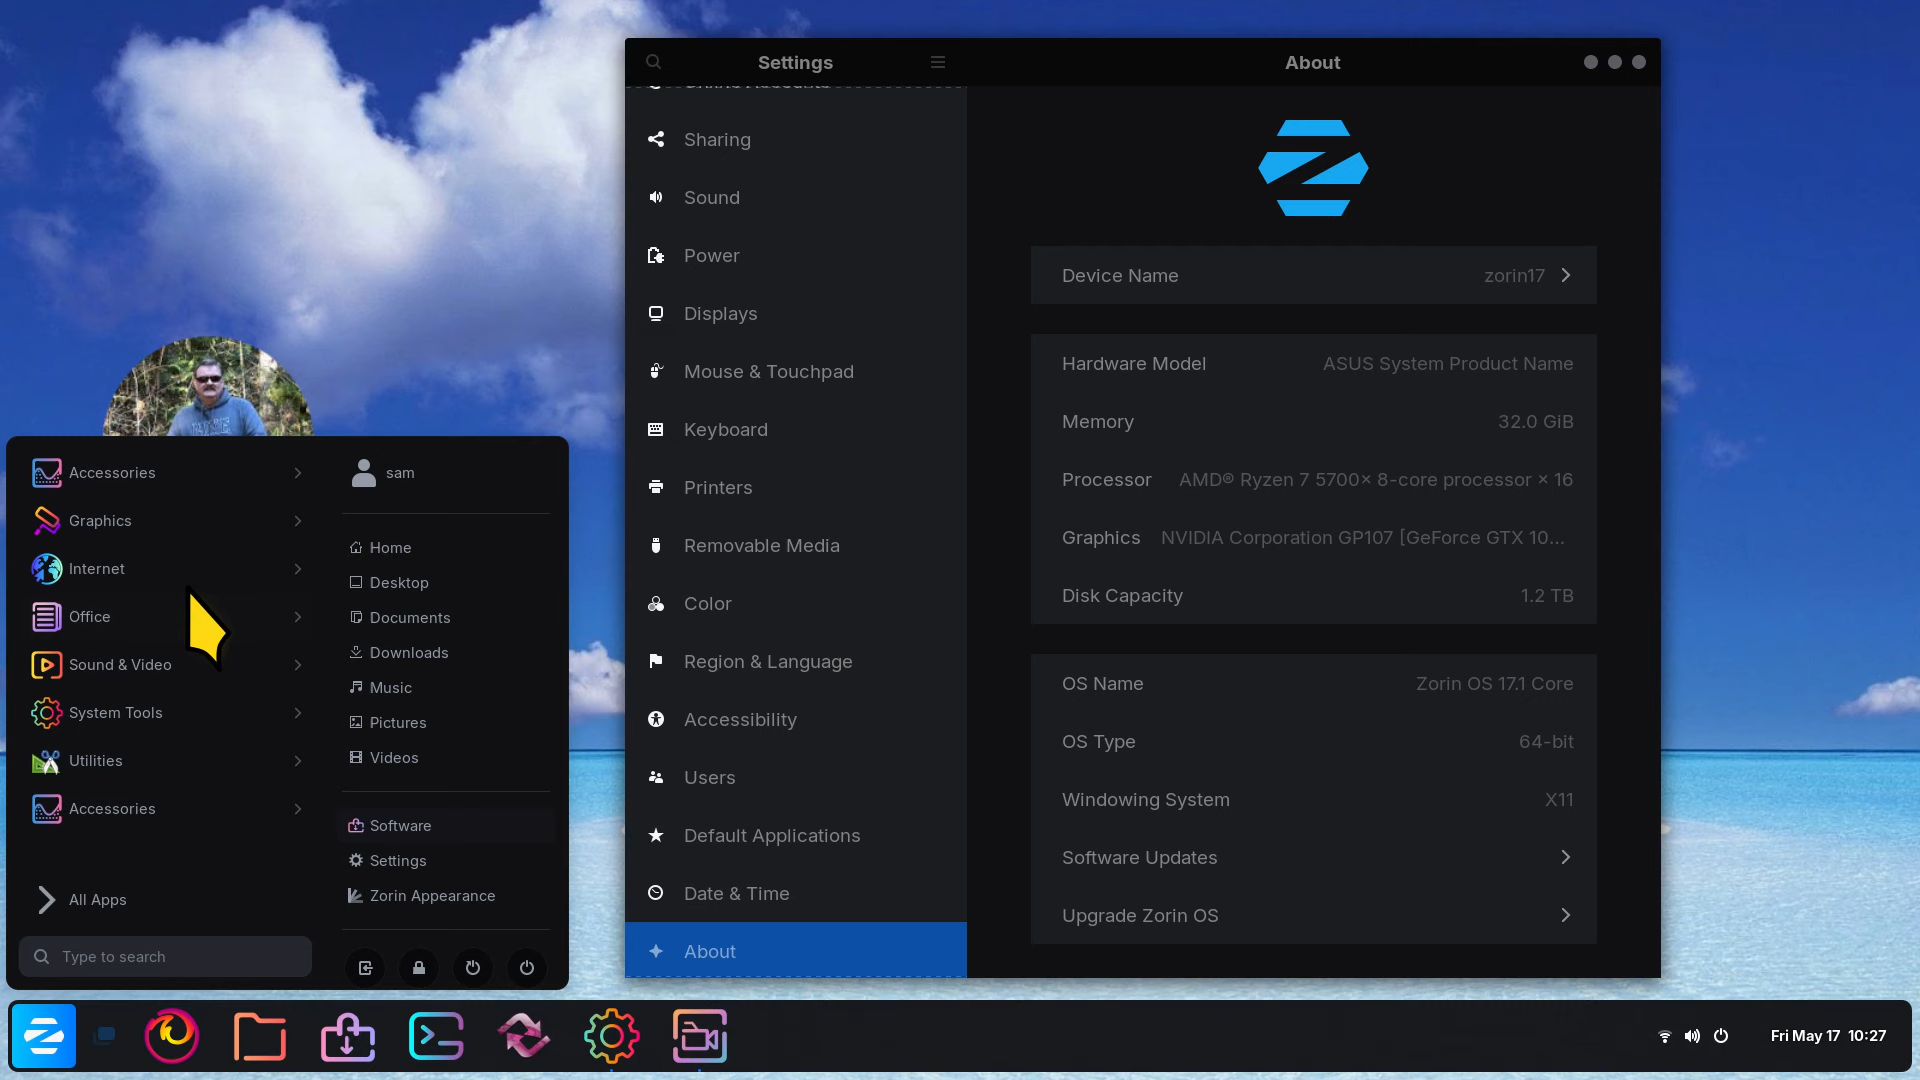 Settings
About
Online Accounts
Sharing
Sound
Power
Displays
Mouse & Touchpad
Keyboard
Printers
Removable Media
Color
Region & Language
Accessibility
Users
Default Applications
Date & Time
About
Device Name zorin17
Hardware Model ASUS System Product Name
Memory 32.0 GiB
Processor AMD® Ryzen 7 5700x 8-core processor × 16
Graphics NVIDIA Corporation GP107 [GeForce GTX 10...
Disk Capacity 1.2 TB
OS Name Zorin OS 17.1 Core
OS Type 64-bit
Windowing System X11
Software Updates
Upgrade Zorin OS
Accessories
Graphics
Internet
Office
Sound & Video
System Tools
Utilities
Accessories
All Apps
Type to search
sam
Home
Desktop
Documents
Downloads
Music
Pictures
Videos
Software
Settings
Zorin Appearance
Fri May 17 10:27